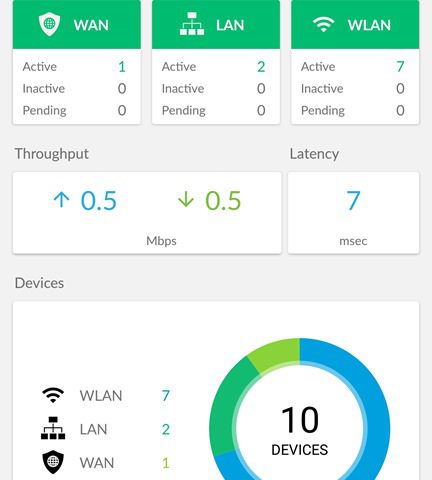 WAN LAN WLAN
Active 1 Active 2 Active 7
Inactive 0 Inactive 0 Inactive 0
Pending 0 Pending 0 Pending 0
Throughput Latency
0.5 0.5 7
Mbps msec
Devices
WLAN 7
LAN 2
WAN 1
10
DEVICES